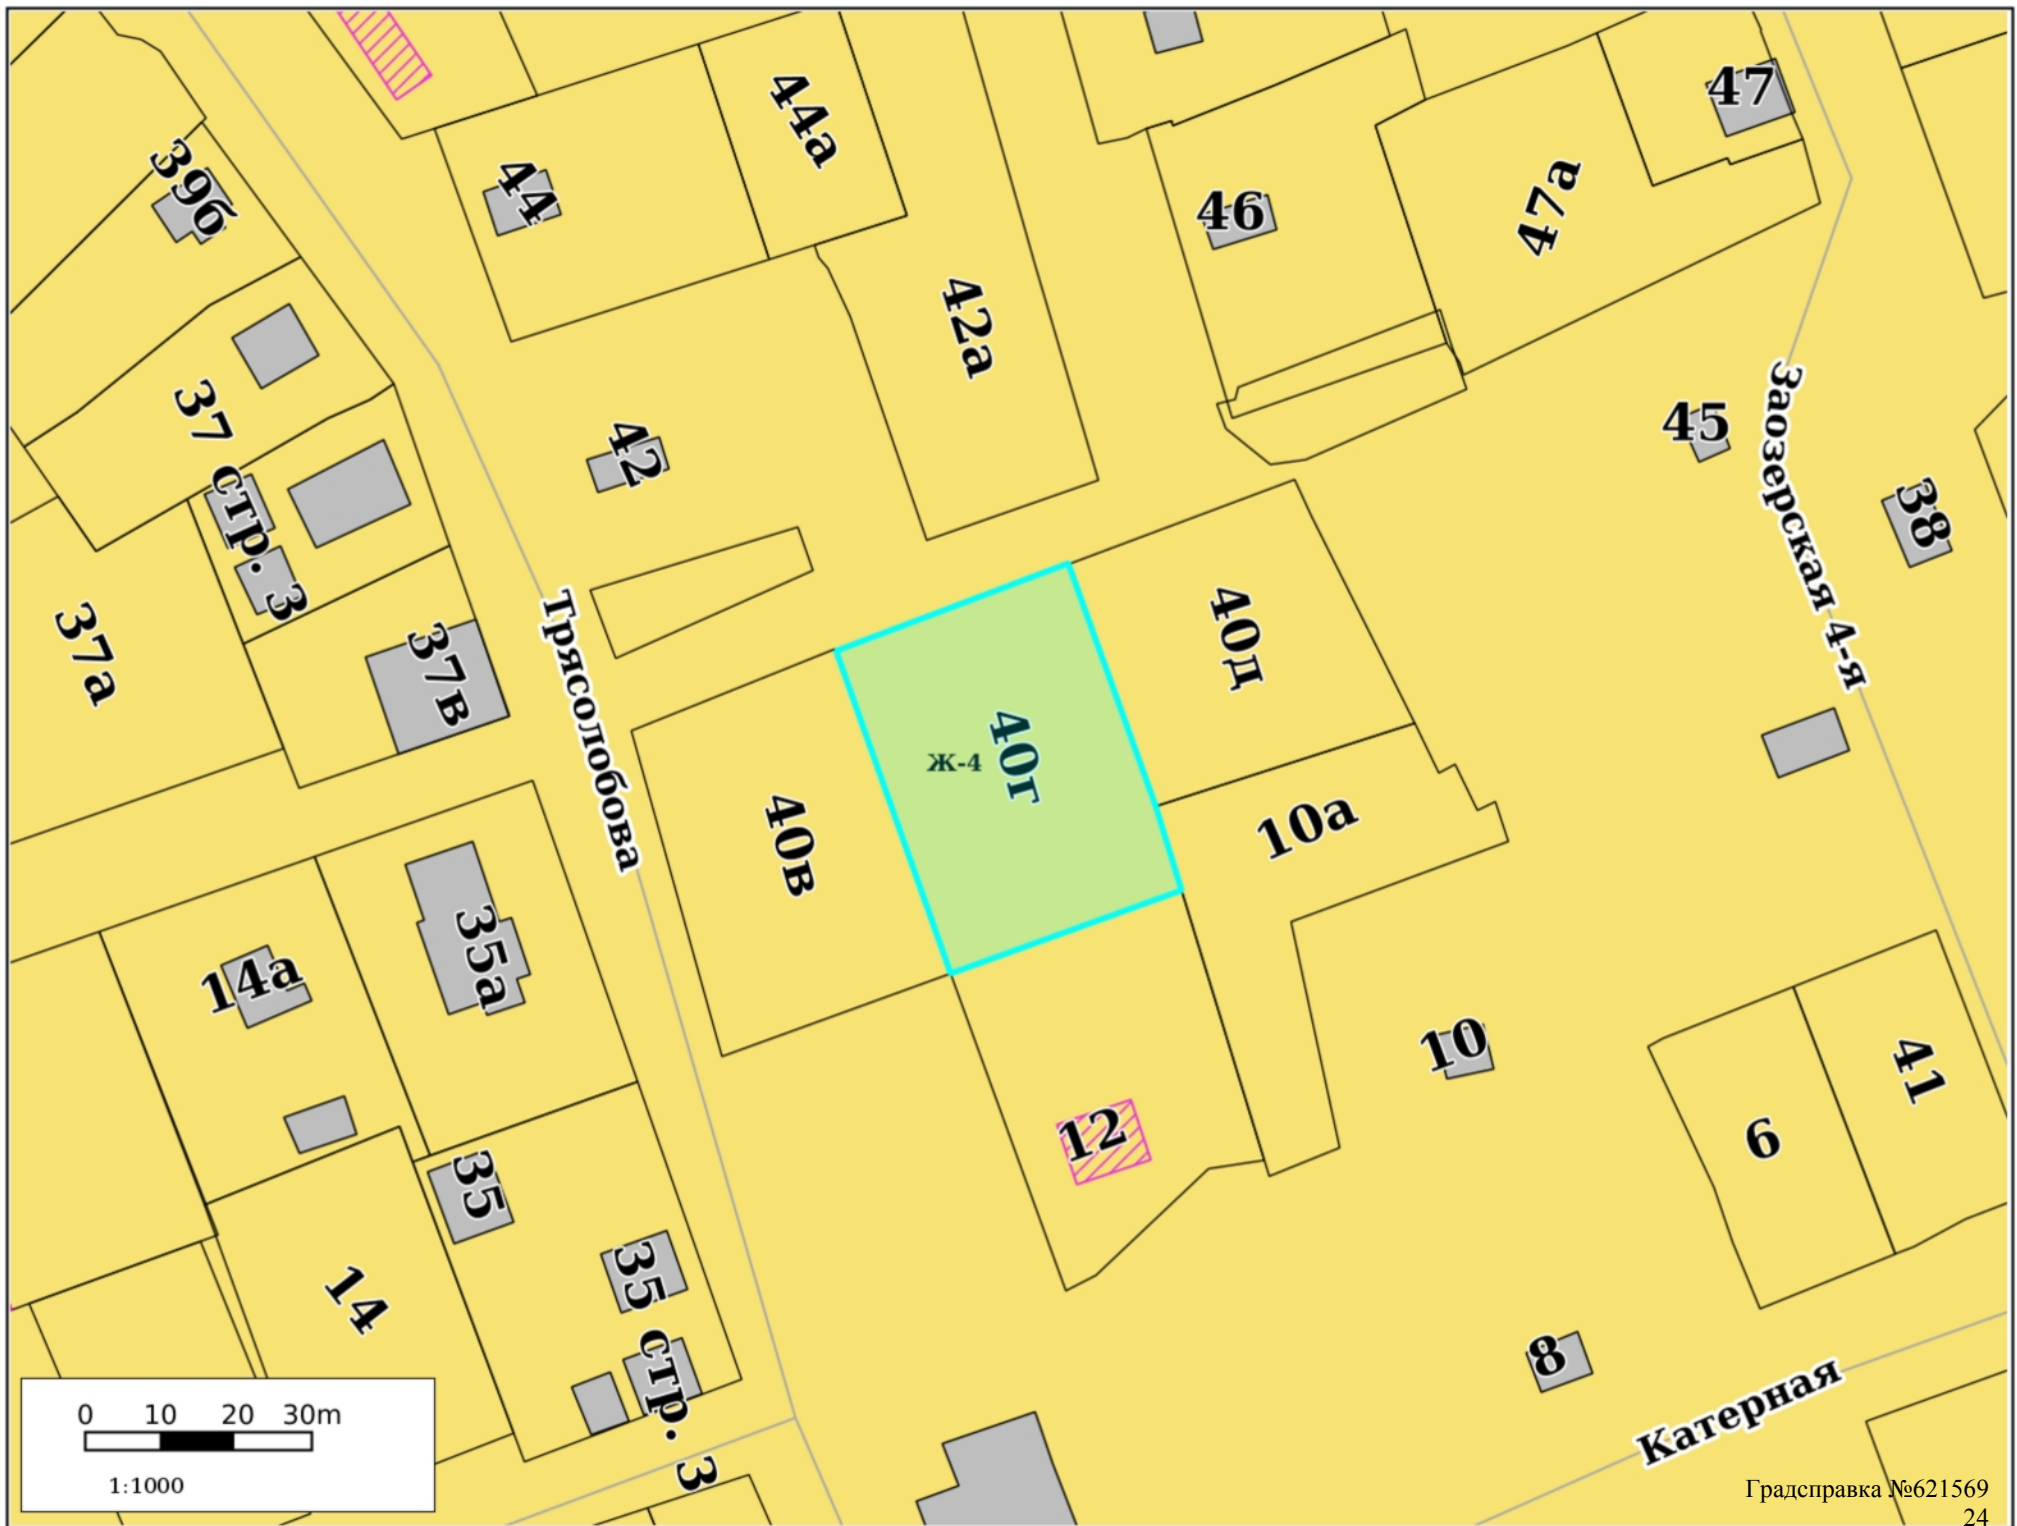 47
44а
39б
44
47а
46
42а
37
Заозерская 4-я
45
42
38
стр. 3
40д
37а
37в
Трясолобова
40г
Ж-4
40в
10а
35а
14а
10
41
12
6
35
35 стр. 3
14
8
Катерная
0 10 20 30m
1:1000
Градсправка №621569
24